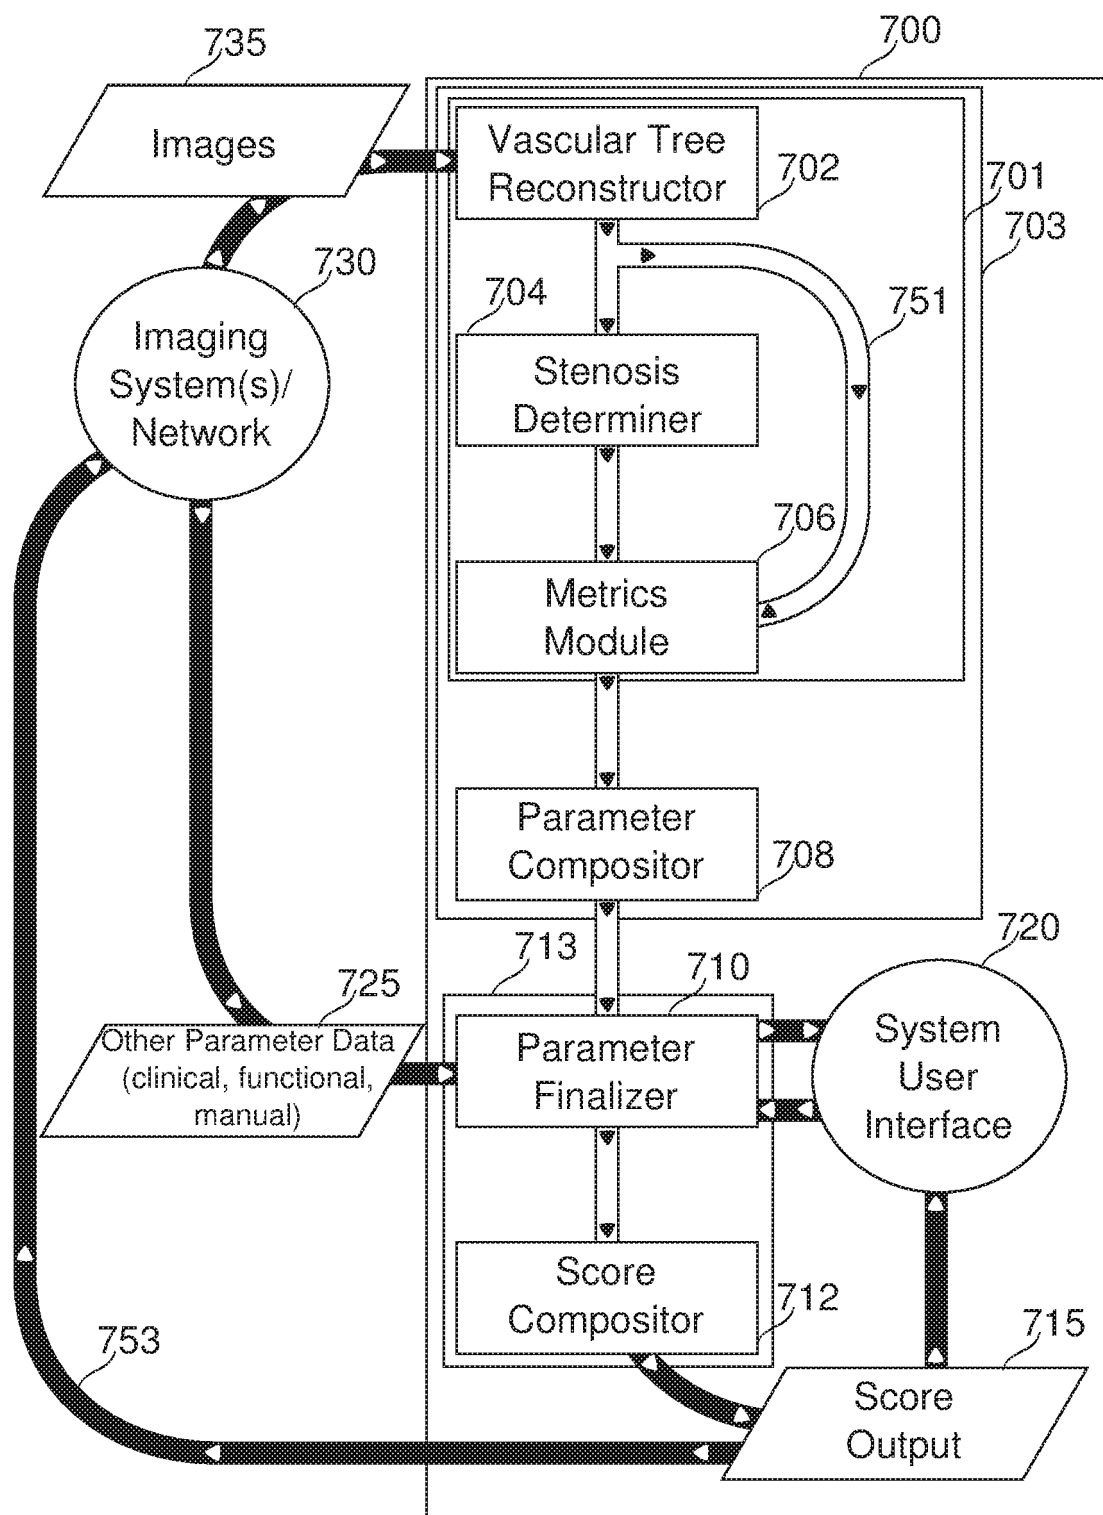 700
735
Images
Vascular Tree
Reconstructor
702
701
703
730
Imaging
System(s)/
Network
704
751
Stenosis
Determiner
706
Metrics
Module
Parameter
Compositor
708
713
710
720
725
Other Parameter Data
(clinical, functional,
manual)
Parameter
Finalizer
System
User
Interface
Score
Compositor
712
715
753
Score
Output